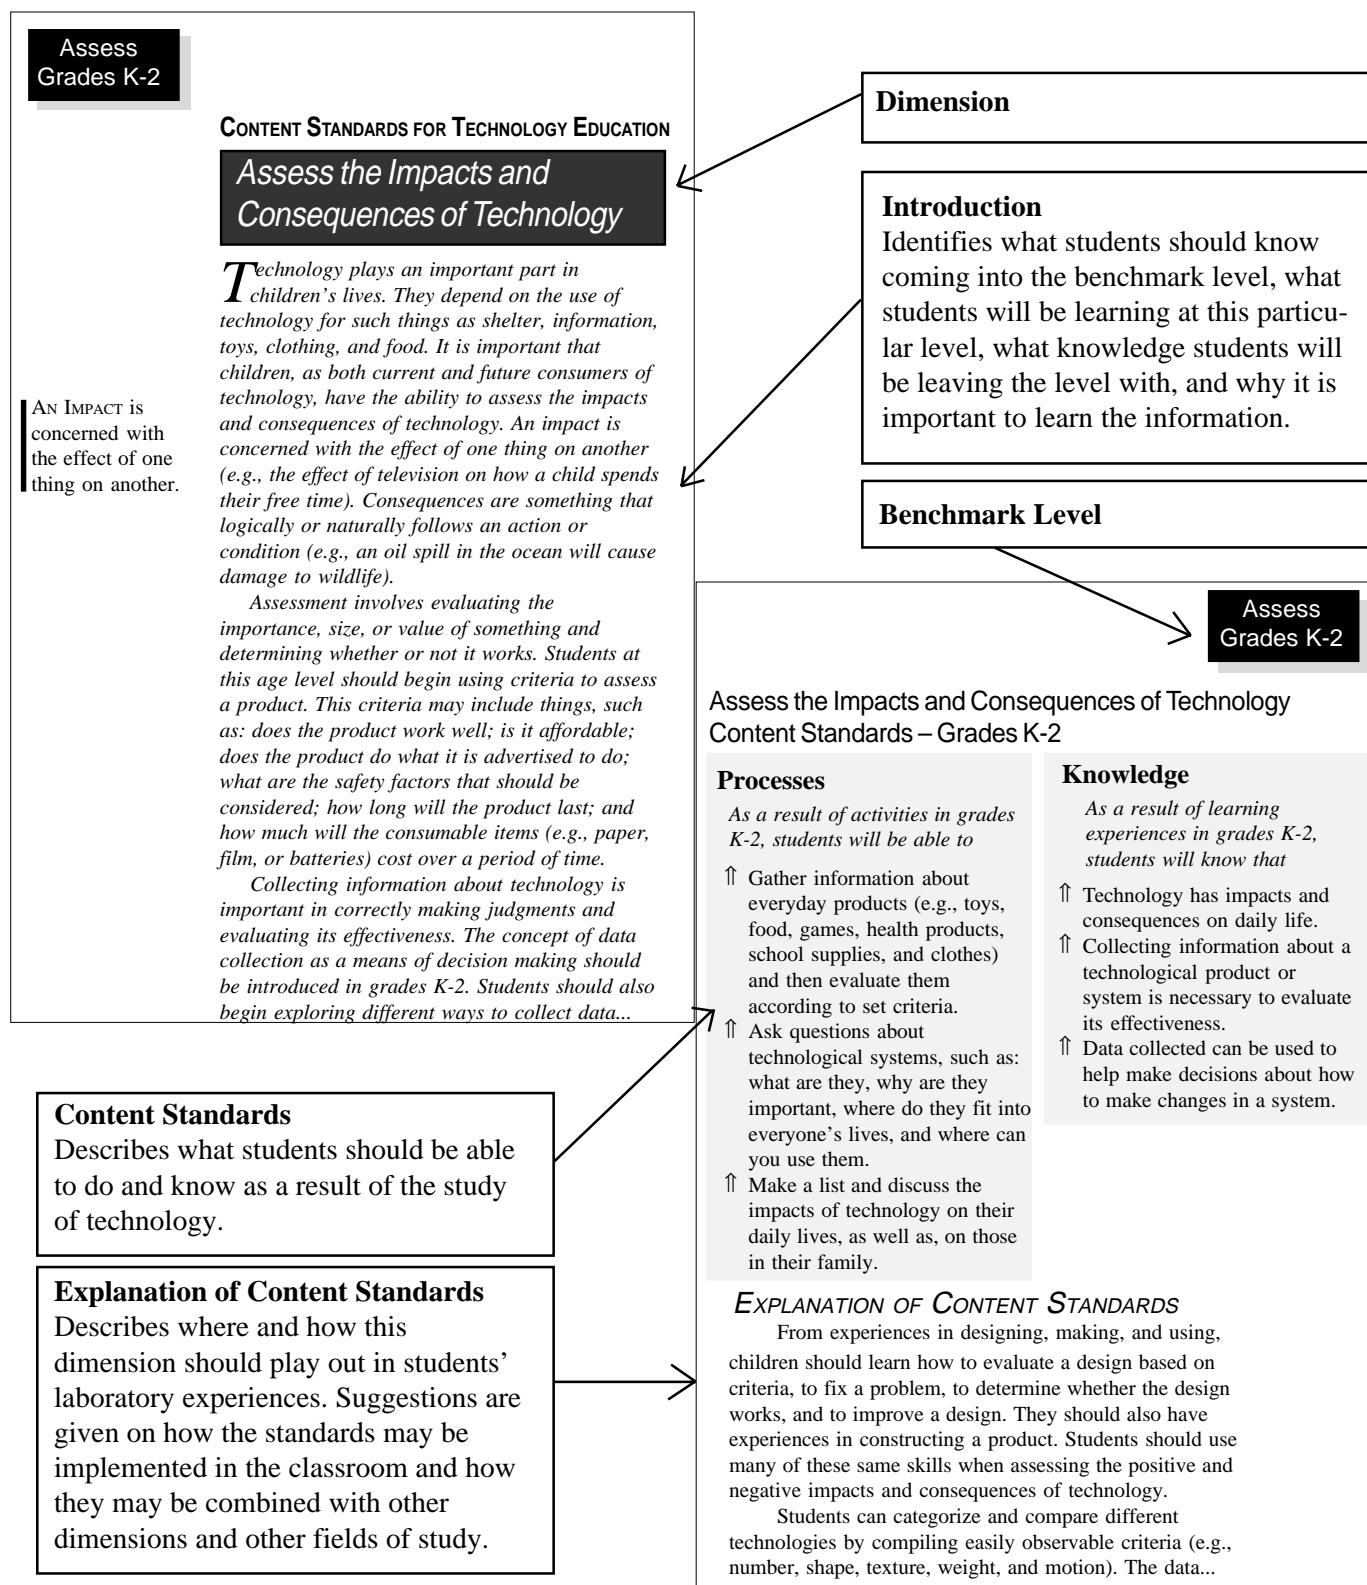 Assess
Grades K-2
CONTENT STANDARDS FOR TECHNOLOGY EDUCATION
Assess the Impacts and
Consequences of Technology
Technology plays an important part in
children's lives. They depend on the use of
technology for such things as shelter, information,
toys, clothing, and food. It is important that
children, as both current and future consumers of
technology, have the ability to assess the impacts
and consequences of technology. An impact is
concerned with the effect of one thing on another
(e.g., the effect of television on how a child spends
their free time). Consequences are something that
logically or naturally follows an action or
condition (e.g., an oil spill in the ocean will cause
damage to wildlife).
Assessment involves evaluating the
importance, size, or value of something and
determining whether or not it works. Students at
this age level should begin using criteria to assess
a product. This criteria may include things, such
as: does the product work well; is it affordable;
does the product do what it is advertised to do;
what are the safety factors that should be
considered; how long will the product last; and
how much will the consumable items (e.g., paper,
film, or batteries) cost over a period of time.
Collecting information about technology is
important in correctly making judgments and
evaluating its effectiveness. The concept of data
collection as a means of decision making should
be introduced in grades K-2. Students should also
begin exploring different ways to collect data...
AN IMPACT is
concerned with
the effect of one
thing on another.
Dimension
Introduction
Identifies what students should know
coming into the benchmark level, what
students will be learning at this particu-
lar level, what knowledge students will
be leaving the level with, and why it is
important to learn the information.
Benchmark Level
Assess
Grades K-2
Assess the Impacts and Consequences of Technology
Content Standards – Grades K-2
Processes
As a result of activities in grades
K-2, students will be able to
⇑ Gather information about
everyday products (e.g., toys,
food, games, health products,
school supplies, and clothes)
and then evaluate them
according to set criteria.
⇑ Ask questions about
technological systems, such as:
what are they, why are they
important, where do they fit into
everyone's lives, and where can
you use them.
⇑ Make a list and discuss the
impacts of technology on their
daily lives, as well as, on those
in their family.
Knowledge
As a result of learning
experiences in grades K-2,
students will know that
⇑ Technology has impacts and
consequences on daily life.
⇑ Collecting information about a
technological product or
system is necessary to evaluate
its effectiveness.
⇑ Data collected can be used to
help make decisions about how
to make changes in a system.
EXPLANATION OF CONTENT STANDARDS
From experiences in designing, making, and using,
children should learn how to evaluate a design based on
criteria, to fix a problem, to determine whether the design
works, and to improve a design. They should also have
experiences in constructing a product. Students should use
many of these same skills when assessing the positive and
negative impacts and consequences of technology.
Students can categorize and compare different
technologies by compiling easily observable criteria (e.g.,
number, shape, texture, weight, and motion). The data...
Content Standards
Describes what students should be able
to do and know as a result of the study
of technology.
Explanation of Content Standards
Describes where and how this
dimension should play out in students'
laboratory experiences. Suggestions are
given on how the standards may be
implemented in the classroom and how
they may be combined with other
dimensions and other fields of study.